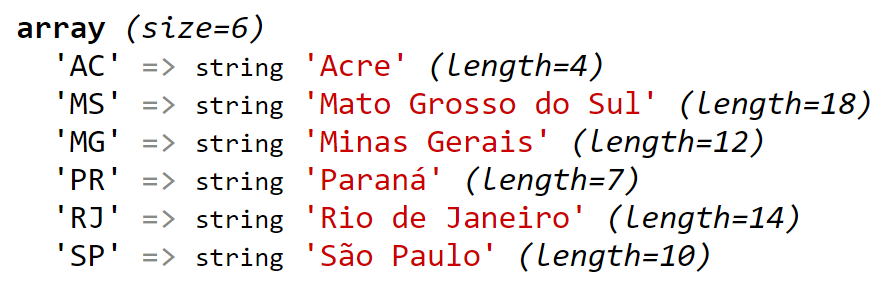 array (size=6)
'AC' => string 'Acre' (length=4)
'MS' => string 'Mato Grosso do Sul' (length=18)
'MG' => string 'Minas Gerais' (length=12)
'PR' => string 'Paraná' (length=7)
'RJ' => string 'Rio de Janeiro' (length=14)
'SP' => string 'São Paulo' (length=10)